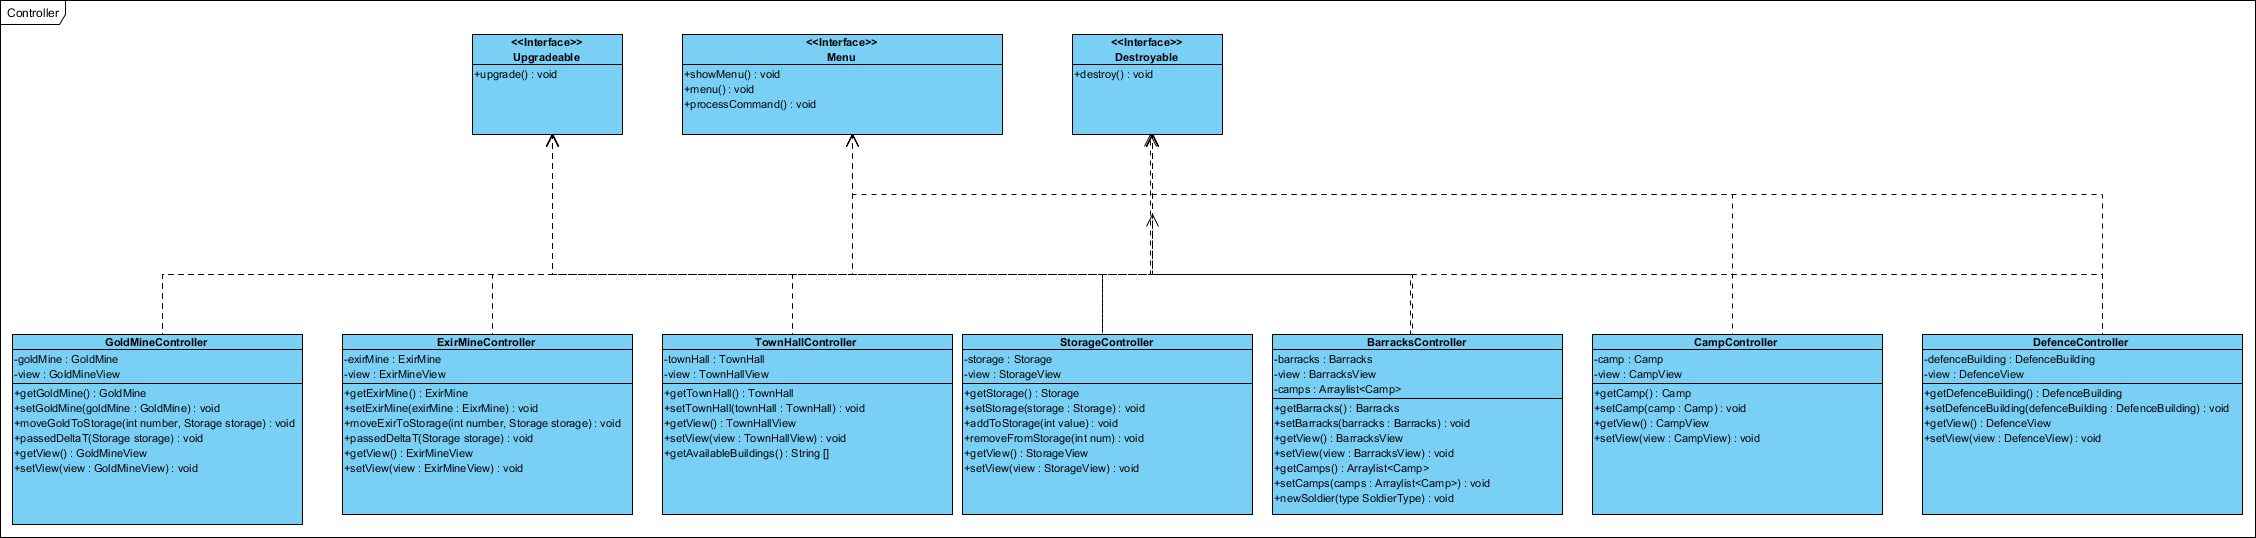 Controller
<<Interface>>
Upgradeable
+upgrade() : void
<<Interface>>
Menu
+showMenu() : void
+menu() : void
+processCommand() : void
<<Interface>>
Destroyable
+destroy() : void
GoldMineController
-goldMine : GoldMine
-view : GoldMineView
+getGoldMine() : GoldMine
+setGoldMine(goldMine : GoldMine) : void
+moveGoldToStorage(int number, Storage storage) : void
+passedDeltaT(Storage storage) : void
+getView() : GoldMineView
+setView(view : GoldMineView) : void
ExirMineController
-exirMine : ExirMine
-view : ExirMineView
+getExirMine() : ExirMine
+setExirMine(exirMine : EixrMine) : void
+moveExirToStorage(int number, Storage storage) : void
+passedDeltaT(Storage storage) : void
+getView() : ExirMineView
+setView(view : ExirMineView) : void
TownHallController
-townHall : TownHall
-view : TownHallView
+getTownHall() : TownHall
+setTownHall(townHall : TownHall) : void
+getView() : TownHallView
+setView(view : TownHallView) : void
+getAvailableBuildings() : String []
StorageController
-storage : Storage
-view : StorageView
+getStorage() : Storage
+setStorage(storage : Storage) : void
+addToStorage(int value) : void
+removeFromStorage(int num) : void
+getView() : StorageView
+setView(view : StorageView) : void
BarracksController
-barracks : Barracks
-view : BarracksView
-camps : Arraylist<Camp>
+getBarracks() : Barracks
+setBarracks(barracks : Barracks) : void
+getView() : BarracksView
+setView(view : BarracksView) : void
+getCamps() : Arraylist<Camp>
+setCamps(camps : Arraylist<Camp>) : void
+newSoldier(type SoldierType) : void
CampController
-camp : Camp
-view : CampView
+getCamp() : Camp
+setCamp(camp : Camp) : void
+getView() : CampView
+setView(view : CampView) : void
DefenceController
-defenceBuilding : DefenceBuilding
-view : DefenceView
+getDefenceBuilding() : DefenceBuilding
+setDefenceBuilding(defenceBuilding : DefenceBuilding) : void
+getView() : DefenceView
+setView(view : DefenceView) : void